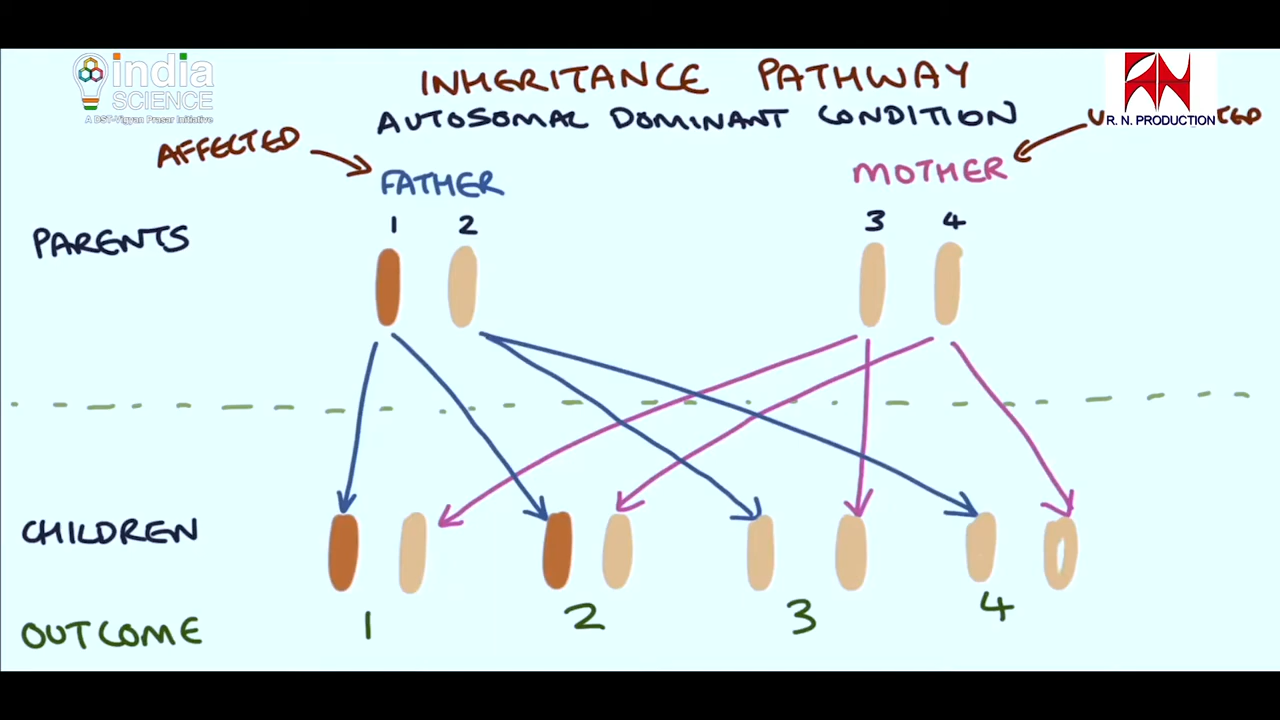 india
SCIENCE
A DST-Vigyan Prasar Initiative
INHERITANCE PATHWAY
AUTOSOMAL DOMINANT CONDITION
R. N. PRODUCTION
AFFECTED
FATHER
MOTHER
1 2 3 4
PARENTS
CHILDREN
1 2 3 4
OUTCOME